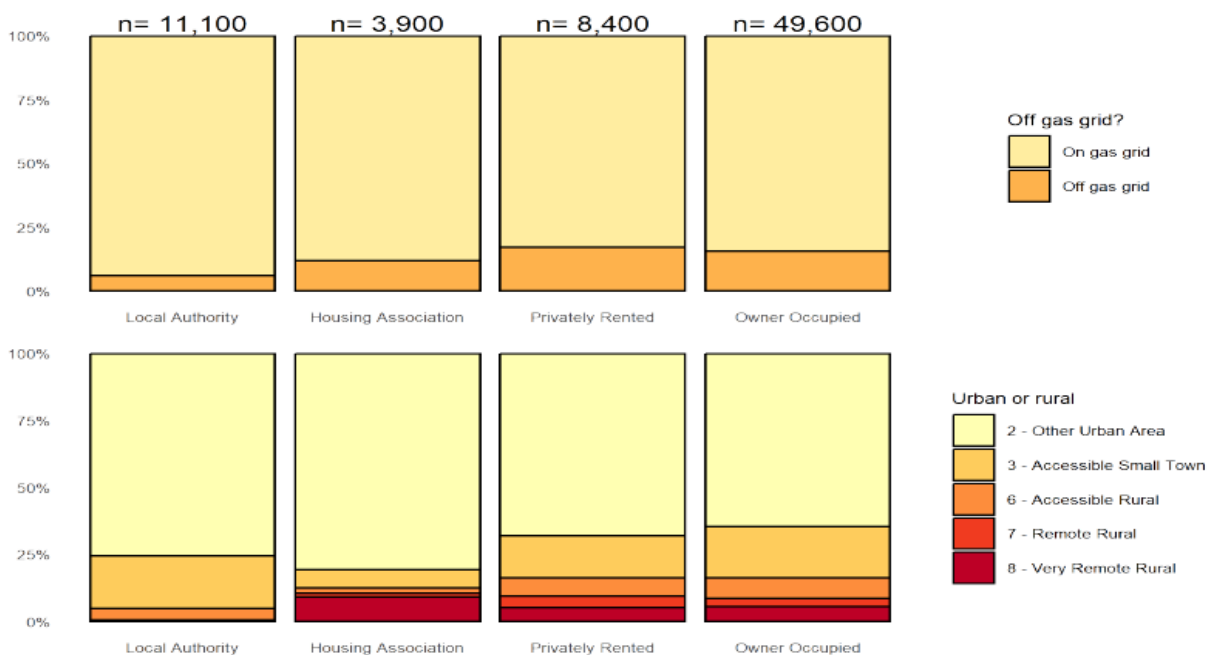 n= 11,100 n= 3,900 n= 8,400 n= 49,600
100%
75%
50%
25%
0%
Local Authority Housing Association Privately Rented Owner Occupied
Off gas grid?
On gas grid
Off gas grid
100%
75%
50%
25%
0%
Local Authority Housing Association Privately Rented Owner Occupied
Urban or rural
2 - Other Urban Area
3 - Accessible Small Town
6 - Accessible Rural
7 - Remote Rural
8 - Very Remote Rural